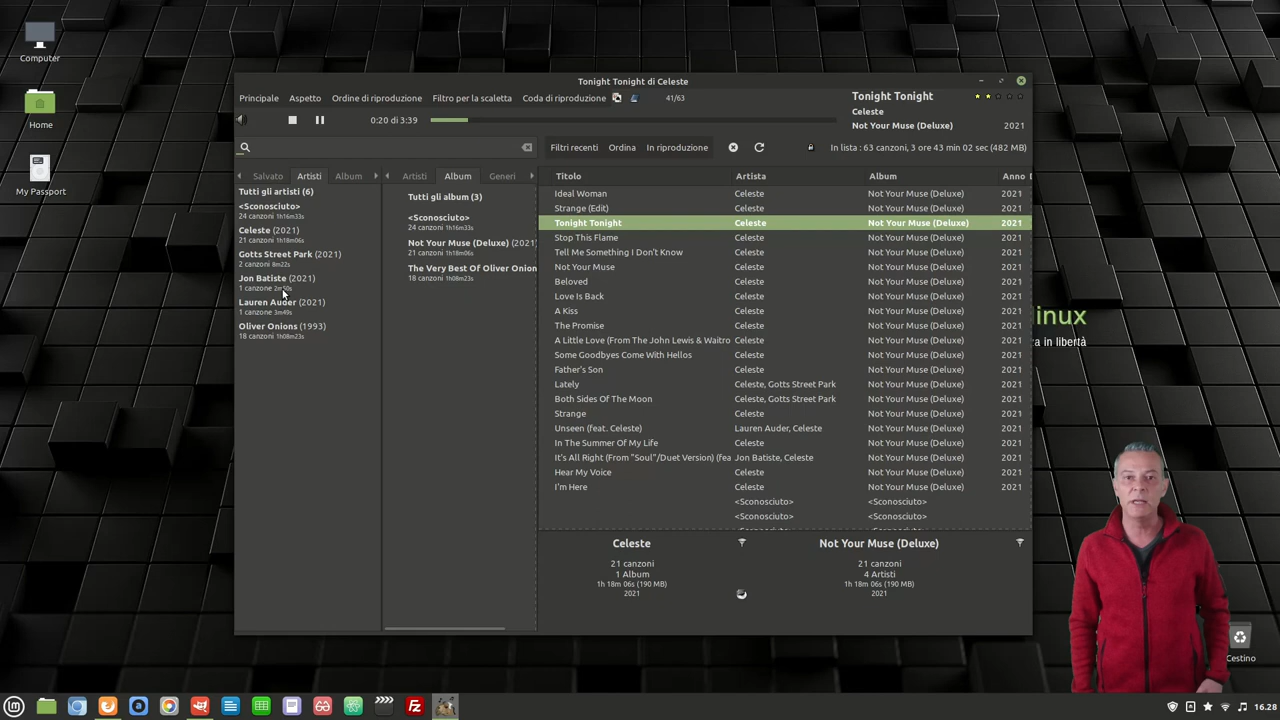 Computer
Home
My Passport
Tonight Tonight di Celeste
Principale Aspetto Ordine di riproduzione Filtro per la scaletta Coda di riproduzione 41/63
0:20 di 3:39
Tonight Tonight
Celeste
Not Your Muse (Deluxe) 2021
Filtri recenti Ordina In riproduzione In lista : 63 canzoni, 3 ore 43 min 02 sec (482 MB)
Salvato Artisti Album
Tutti gli artisti (6)
<Sconosciuto>
24 canzoni 1h16m33s
Celeste (2021)
21 canzoni 1h18m06s
Gotts Street Park (2021)
2 canzoni 8m22s
Jon Batiste (2021)
1 canzone
Lauren Auder (2021)
1 canzone 3m49s
Oliver Onions (1993)
18 canzoni 1h08m23s
Artisti Album Generi
Tutti gli album (3)
<Sconosciuto>
24 canzoni 1h16m33s
Not Your Muse (Deluxe) (2021
21 canzoni 1h18m06s
The Very Best Of Oliver Onion
18 canzoni 1h08m23s
Titolo Artista Album Anno
Ideal Woman Celeste Not Your Muse (Deluxe) 2021
Strange (Edit) Celeste Not Your Muse (Deluxe) 2021
Tonight Tonight Celeste Not Your Muse (Deluxe) 2021
Stop This Flame Celeste Not Your Muse (Deluxe) 2021
Tell Me Something I Don't Know Celeste Not Your Muse (Deluxe) 2021
Not Your Muse Celeste Not Your Muse (Deluxe) 2021
Beloved Celeste Not Your Muse (Deluxe) 2021
Love Is Back Celeste Not Your Muse (Deluxe) 2021
A Kiss Celeste Not Your Muse (Deluxe) 2021
The Promise Celeste Not Your Muse (Deluxe) 2021
A Little Love (From The John Lewis & Waitro Celeste Not Your Muse (Deluxe) 2021
Some Goodbyes Come With Hellos Celeste Not Your Muse (Deluxe) 2021
Father's Son Celeste Not Your Muse (Deluxe) 2021
Lately Celeste, Gotts Street Park Not Your Muse (Deluxe) 2021
Both Sides Of The Moon Celeste, Gotts Street Park Not Your Muse (Deluxe) 2021
Strange Celeste Not Your Muse (Deluxe) 2021
Unseen (feat. Celeste) Lauren Auder, Celeste Not Your Muse (Deluxe) 2021
In The Summer Of My Life Celeste Not Your Muse (Deluxe) 2021
It's All Right (From "Soul"/Duet Version) (fea Jon Batiste, Celeste Not Your Muse (Deluxe) 2021
Hear My Voice Celeste Not Your Muse (Deluxe) 2021
I'm Here Celeste Not Your Muse (Deluxe) 2021
<Sconosciuto> <Sconosciuto>
<Sconosciuto> <Sconosciuto>
Celeste
21 canzoni
1 Album
1h 18m 06s (190 MB)
2021
Not Your Muse (Deluxe)
21 canzoni
4 Artisti
1h 18m 06s (190 MB)
2021
linux
a in libertà
Cestino
16.28